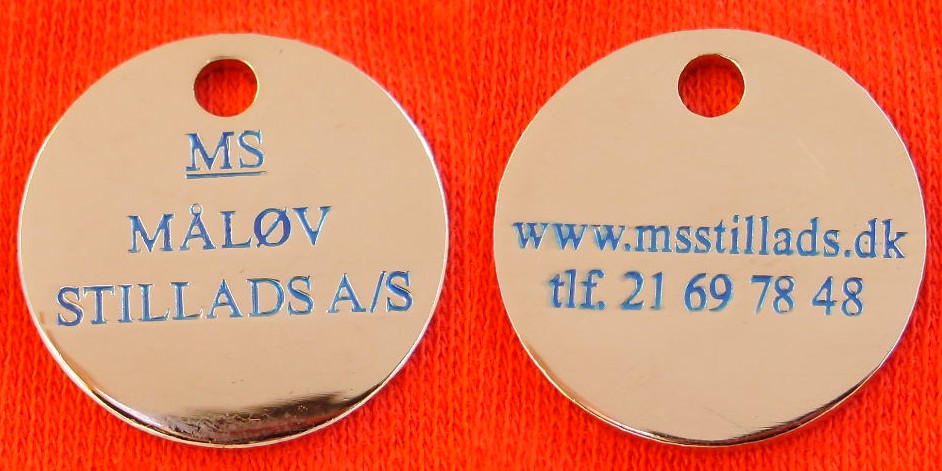 MS
MÅLØV
STILLADS A/S
www.msstillads.dk
tlf. 21 69 78 48